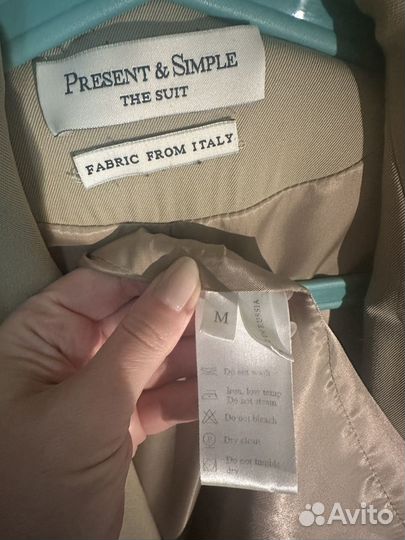 PRESENT & SIMPLE
THE SUIT
FABRIC FROM ITALY
M
Do not wash
Iron, low temp
Do not steam
Do not bleach
Dry clean
Do not tumble
dry
Avito